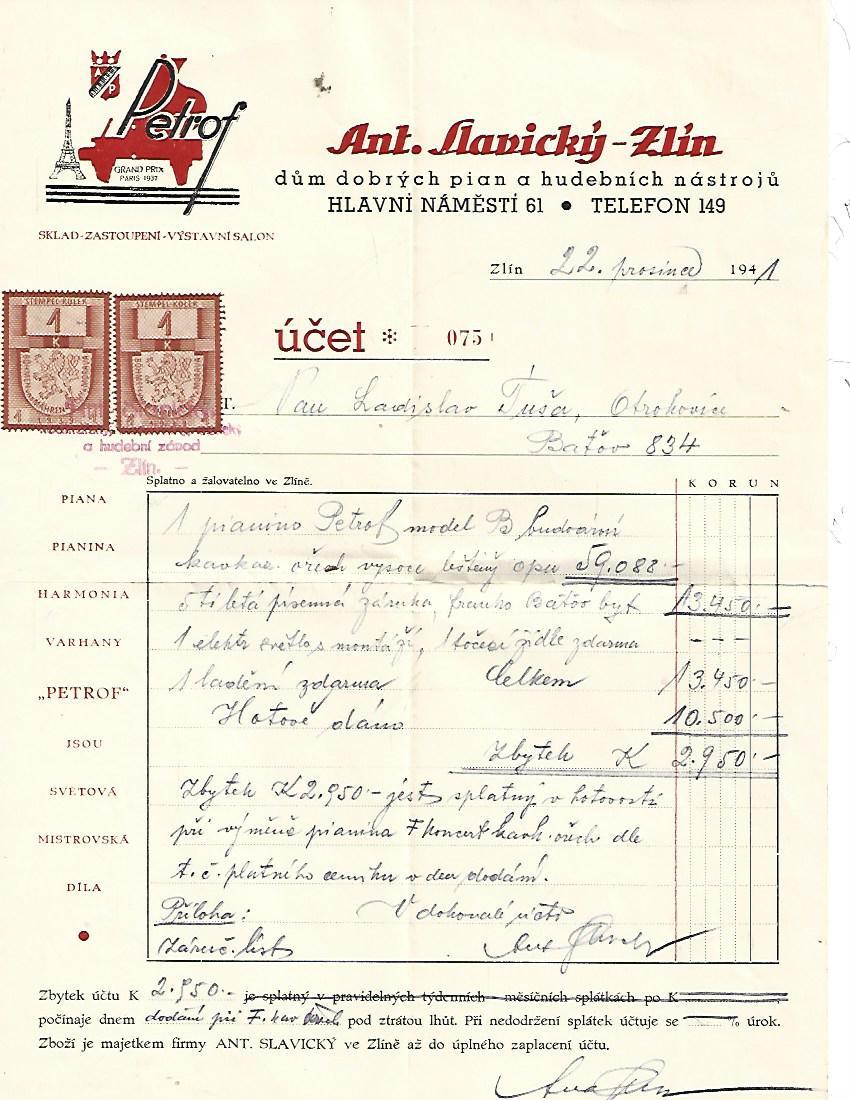 Petrof
GRAND PRIX
PARIS 1937
SKLAD-ZASTOUPENÍ-VÝSTAVNÍ SALON
Ant. Slavický-Zlín
dům dobrých pian a hudebních nástrojů
HLAVNÍ NÁMĚSTÍ 61 • TELEFON 149
Zlín 22. prosince 1941
STEMPEL-KOLEK
1
K
STEMPEL-KOLEK
1
K
účet * 075
Pan Ladislav Tuša, Otrokovice
Baťov 834
a hudební závod
- Zlín. -
Splatno a žalovatelno ve Zlíně.
KORUN
PIANA
PIANINA
HARMONIA
VARHANY
„PETROF"
JSOU
SVĚTOVÁ
MISTROVSKÁ
DÍLA
1 pianino Petrof model B budoární
kavkaz. ořech vysoce leštěný opus 59.088.-
5 ti letá písemná záruka, franko Baťov byt 13.450.-
1 elektr světlo s montáží, 1 točecí židle zdarma - - -
1 ladění zdarma Celkem 13.450.-
Hotově dáno 10.500.-
Zbytek K 2.950.-
Zbytek K 2.950.- jest splatný v hotovosti
při výměně pianina F koncert kavk. ořech dle
t. č. platného ceníku v den dodání.
Příloha: V dokonalé úctě
záruč. list
Zbytek účtu K 2.950.- je splatný v pravidelných týdenních - měsíčních splátkách po K
počínaje dnem dodání při F. kav pod ztrátou lhůt. Při nedodržení splátek účtuje se % úrok.
Zboží je majetkem firmy ANT. SLAVICKÝ ve Zlíně až do úplného zaplacení účtu.